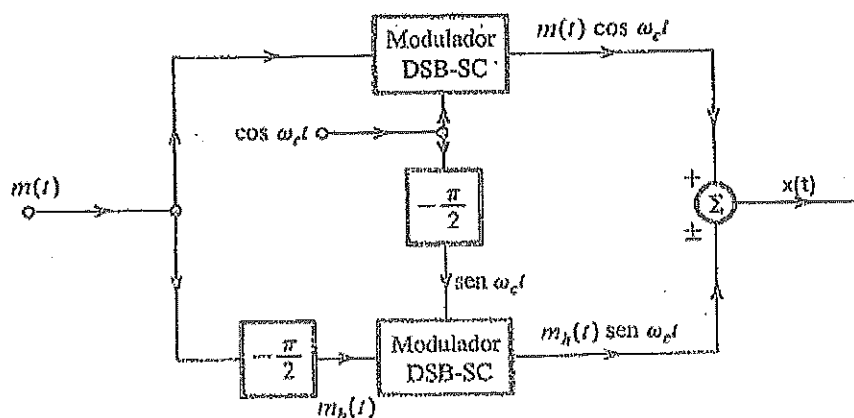 Modulador
DSB-SC
m(t) cos ω_c t
cos ω_c t
m(t)
− π/2
+
Σ
±
x(t)
sen ω_c t
− π/2
m_h(t)
Modulador
DSB-SC
m_h(t) sen ω_c t